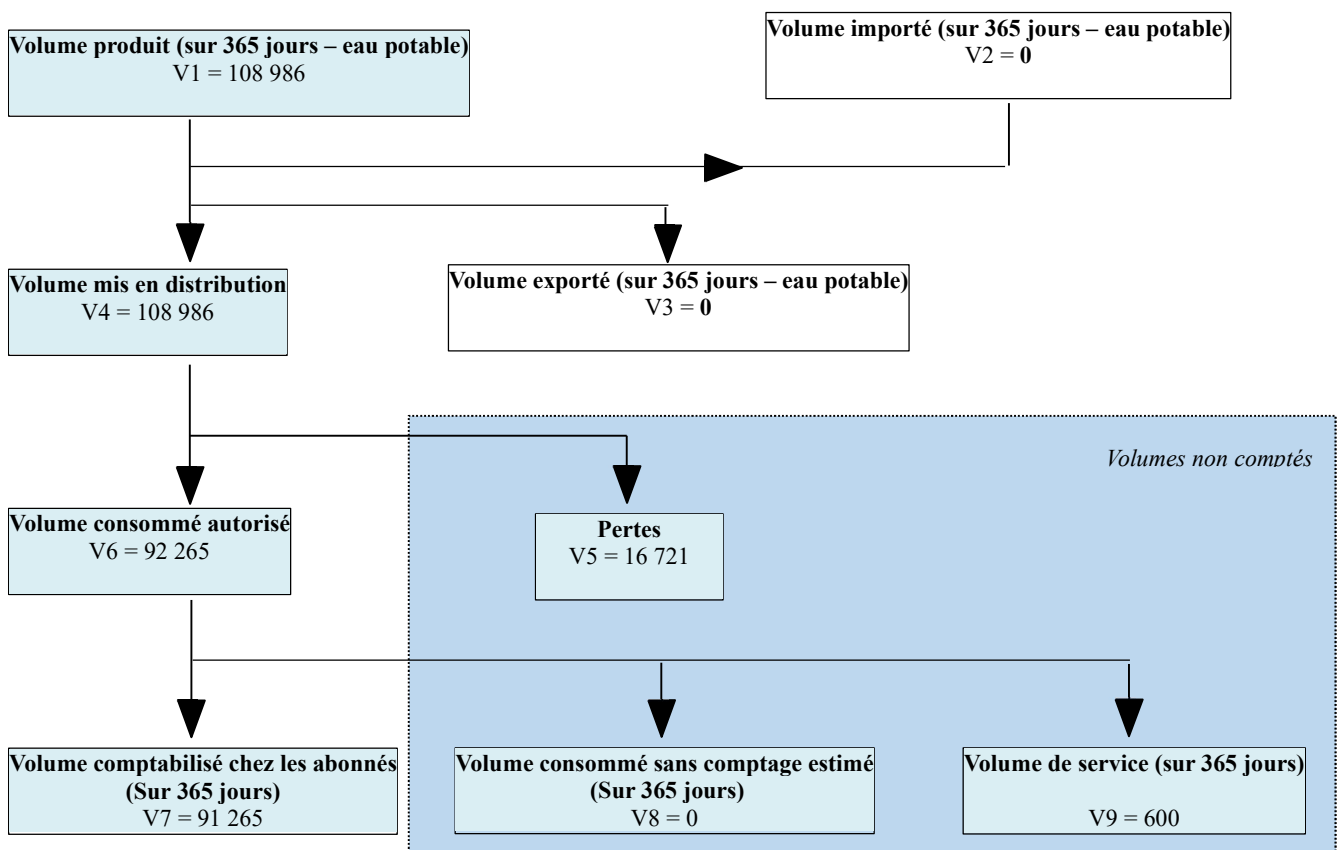 Volume produit (sur 365 jours – eau potable)
V1 = 108 986
Volume importé (sur 365 jours – eau potable)
V2 = 0
Volume mis en distribution
V4 = 108 986
Volume exporté (sur 365 jours – eau potable)
V3 = 0
Volumes non comptés
Volume consommé autorisé
V6 = 92 265
Pertes
V5 = 16 721
Volume comptabilisé chez les abonnés
(Sur 365 jours)
V7 = 91 265
Volume consommé sans comptage estimé
(Sur 365 jours)
V8 = 0
Volume de service (sur 365 jours)
V9 = 600